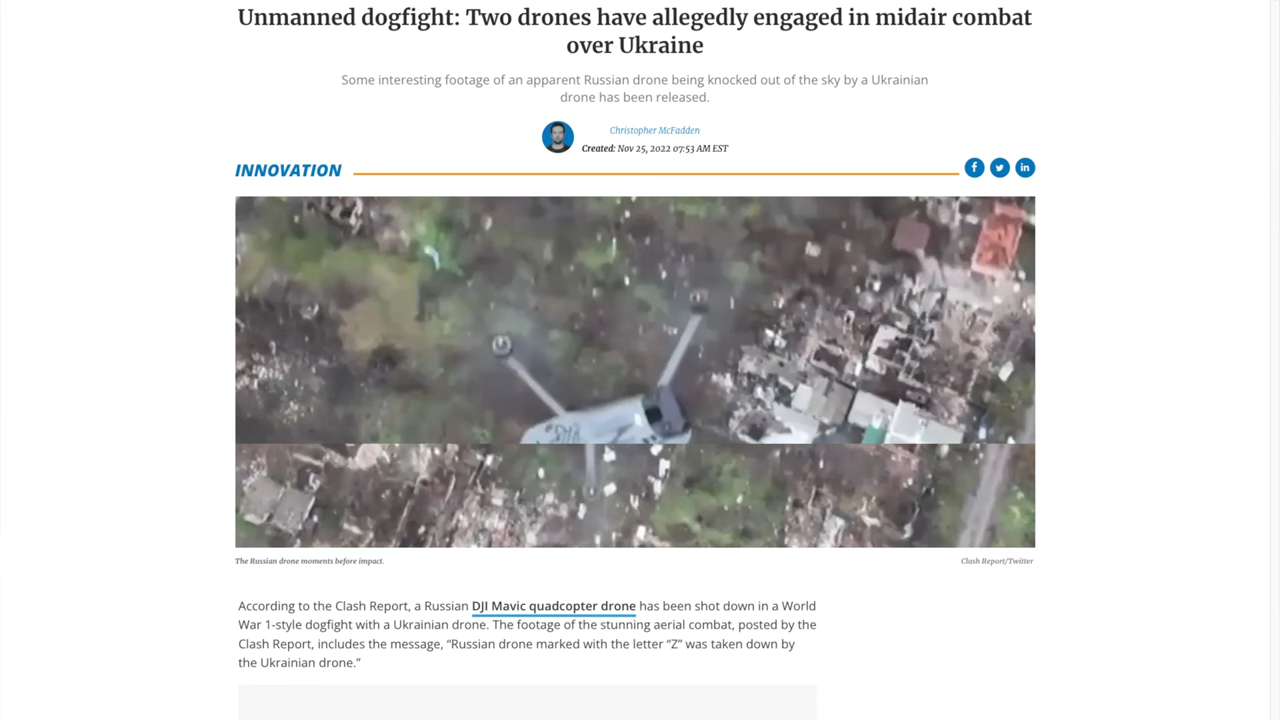 Unmanned dogfight: Two drones have allegedly engaged in midair combat
over Ukraine
Some interesting footage of an apparent Russian drone being knocked out of the sky by a Ukrainian
drone has been released.
Christopher McFadden
Created: Nov 25, 2022 07:53 AM EST
INNOVATION
The Russian drone moments before impact.
Clash Report/Twitter
According to the Clash Report, a Russian DJI Mavic quadcopter drone has been shot down in a World
War 1-style dogfight with a Ukrainian drone. The footage of the stunning aerial combat, posted by the
Clash Report, includes the message, “Russian drone marked with the letter “Z” was taken down by
the Ukrainian drone.”